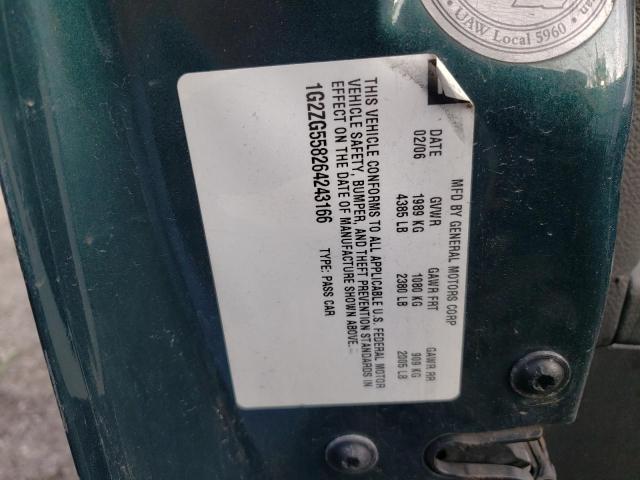 UAW Local 5960
MFD BY GENERAL MOTORS CORP
DATE GVWR GAWR FRT GAWR RR
02/06 1989 KG 1080 KG 909 KG
4385 LB 2380 LB 2005 LB
THIS VEHICLE CONFORMS TO ALL APPLICABLE U.S. FEDERAL MOTOR
VEHICLE SAFETY, BUMPER, AND THEFT PREVENTION STANDARDS IN
EFFECT ON THE DATE OF MANUFACTURE SHOWN ABOVE.
1G2ZG558264243166 TYPE: PASS CAR